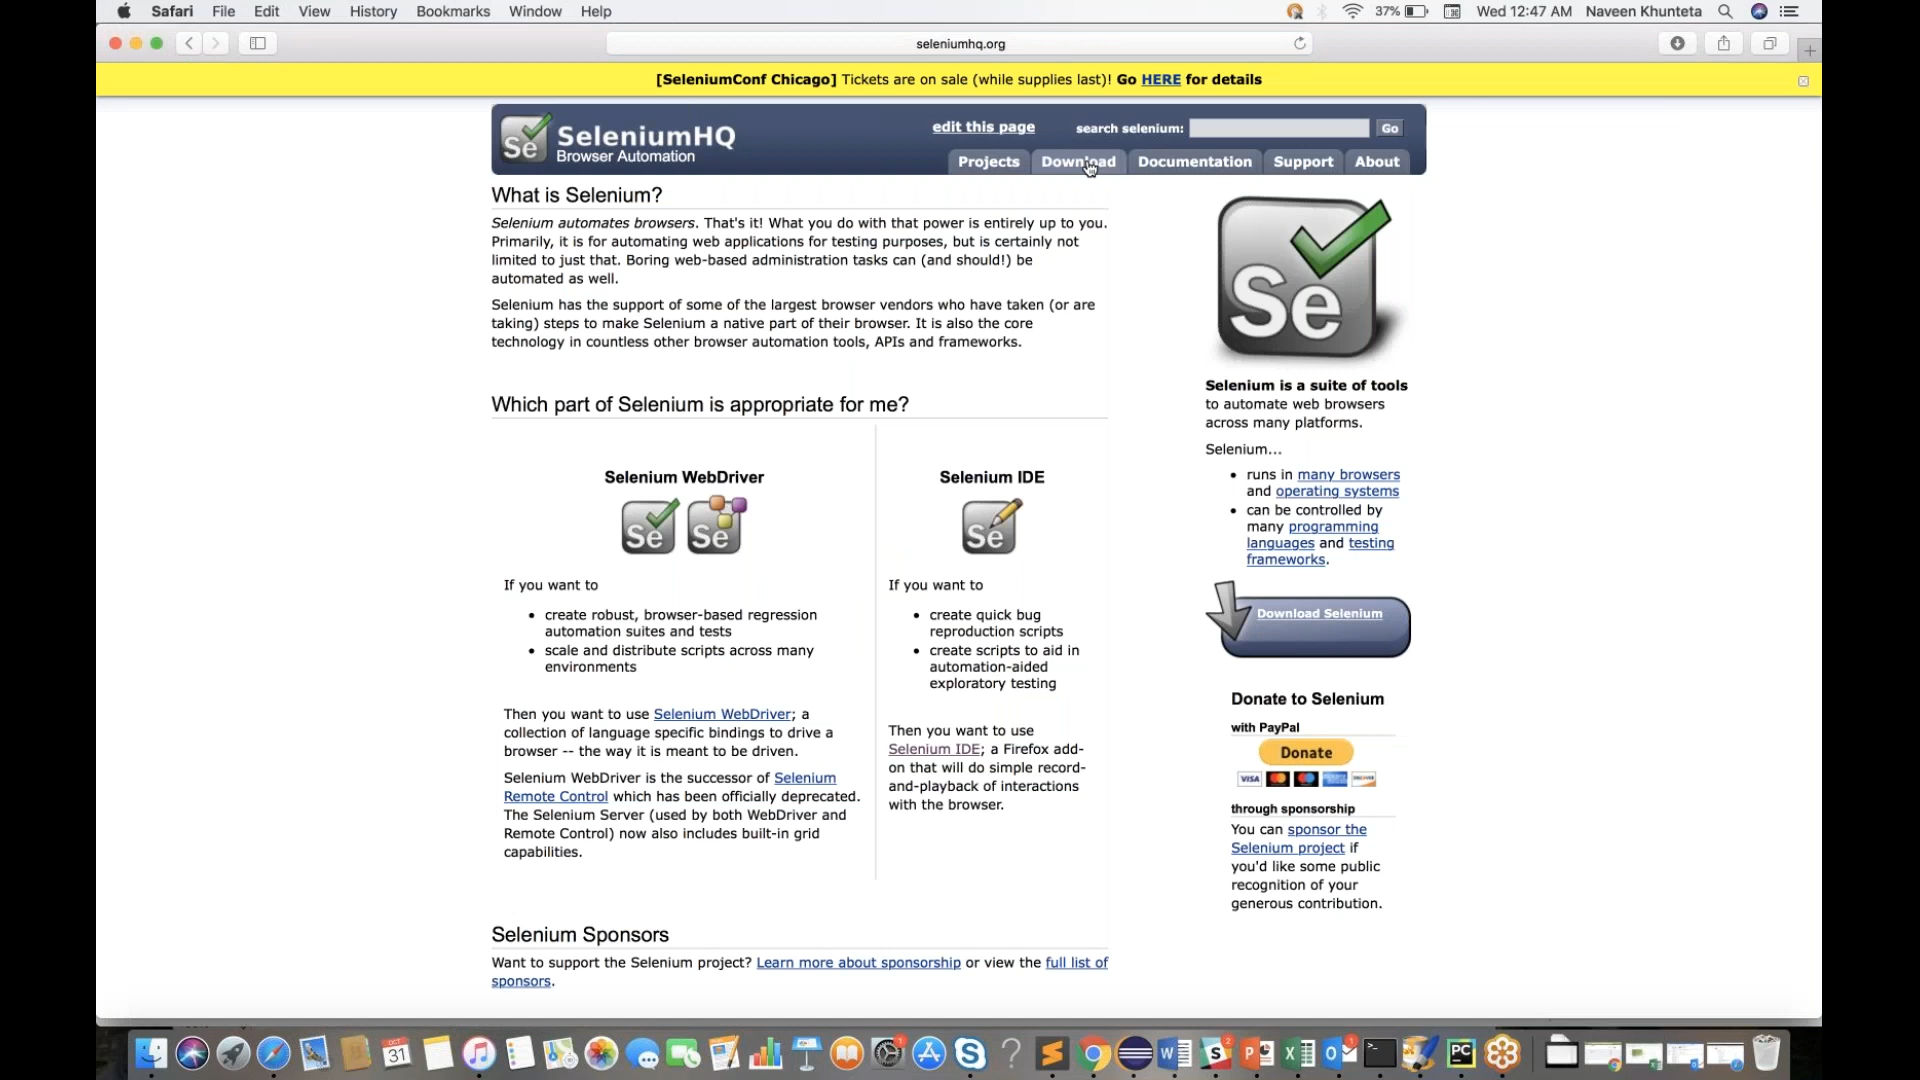 Safari File Edit View History Bookmarks Window Help 37% Wed 12:47 AM Naveen Khunteta
seleniumhq.org
[SeleniumConf Chicago] Tickets are on sale (while supplies last)! Go HERE for details
Se SeleniumHQ
Browser Automation
edit this page search selenium: Go
Projects Download Documentation Support About
What is Selenium?
Selenium automates browsers. That's it! What you do with that power is entirely up to you.
Primarily, it is for automating web applications for testing purposes, but is certainly not
limited to just that. Boring web-based administration tasks can (and should!) be
automated as well.
Selenium has the support of some of the largest browser vendors who have taken (or are
taking) steps to make Selenium a native part of their browser. It is also the core
technology in countless other browser automation tools, APIs and frameworks.
Which part of Selenium is appropriate for me?
Selenium WebDriver
Se Se
If you want to
• create robust, browser-based regression
automation suites and tests
• scale and distribute scripts across many
environments
Then you want to use Selenium WebDriver; a
collection of language specific bindings to drive a
browser -- the way it is meant to be driven.
Selenium WebDriver is the successor of Selenium
Remote Control which has been officially deprecated.
The Selenium Server (used by both WebDriver and
Remote Control) now also includes built-in grid
capabilities.
Selenium IDE
Se
If you want to
• create quick bug
reproduction scripts
• create scripts to aid in
automation-aided
exploratory testing
Then you want to use
Selenium IDE; a Firefox add-
on that will do simple record-
and-playback of interactions
with the browser.
Selenium Sponsors
Want to support the Selenium project? Learn more about sponsorship or view the full list of
sponsors.
Se
Selenium is a suite of tools
to automate web browsers
across many platforms.
Selenium...
• runs in many browsers
and operating systems
• can be controlled by
many programming
languages and testing
frameworks.
Download Selenium
Donate to Selenium
with PayPal
Donate
VISA
through sponsorship
You can sponsor the
Selenium project if
you'd like some public
recognition of your
generous contribution.
OCT
31
PC